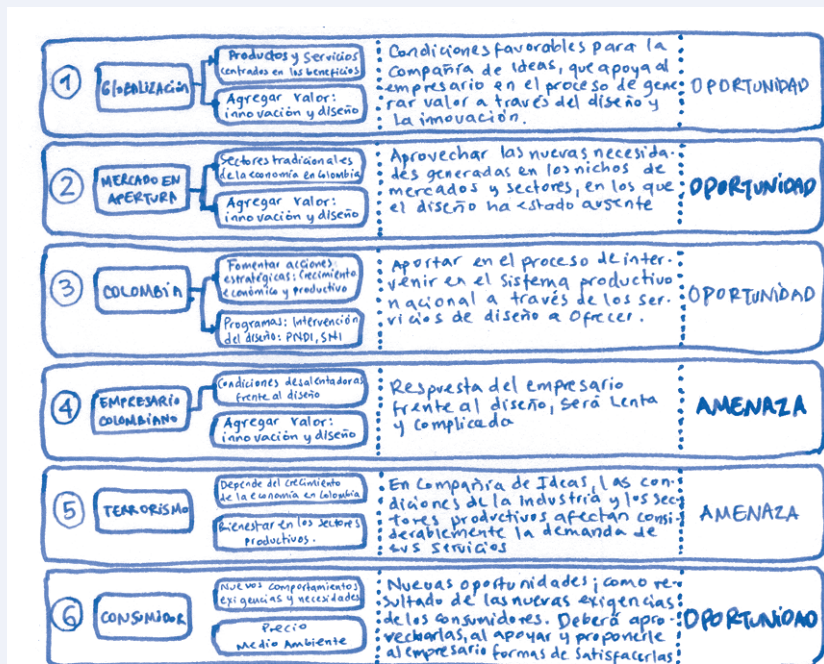 1
Globalización
Productos y servicios
centrados en los beneficios
Agregar valor:
innovación y diseño
Condiciones favorables para la
compañía de Ideas, que apoya al
empresario en el proceso de gene
rar valor a través del diseño y
la innovación.
OPORTUNIDAD
2
MERCADO EN
APERTURA
Sectores tradicionales
de la economía en Colombia
Agregar valor:
innovación y diseño
Aprovechar las nuevas necesida-
des generadas en los nichos de
mercados y sectores, en los que
el diseño ha estado ausente
OPORTUNIDAD
3
COLOMBIA
Fomentar acciones
estratégicas: Crecimiento
económico y productivo
Programas: Intervención
del diseño: PNDI, SNI
Aportar en el proceso de inter-
venir en el Sistema productivo
nacional a través de los ser-
vicios de diseño a Ofrecer.
OPORTUNIDAD
4
EMPRESARIO
COLOMBIANO
Condiciones desalentadoras
frente al diseño
Agregar valor:
innovación y diseño
Respuesta del empresario
frente al diseño, Será Lenta
y complicada
AMENAZA
5
TERRORISMO
Depende del crecimiento
de la economía en Colombia
Bienestar en los sectores
productivos.
En Compañía de Ideas, Las con-
diciones de la Industria y los sec-
tores productivos afectan consi-
derablemente la demanda de
sus servicios
AMENAZA
6
CONSUMIDOR
Nuevos comportamientos
exigencias y necesidades
Precio
Medio Ambiente
Nuevas oportunidades; como re-
sultado de las nuevas exigencias
de los consumidores. Deberá apro-
vecharlas, al apoyar y proponerle
al empresario formas de Satisfacerlas
OPORTUNIDAD